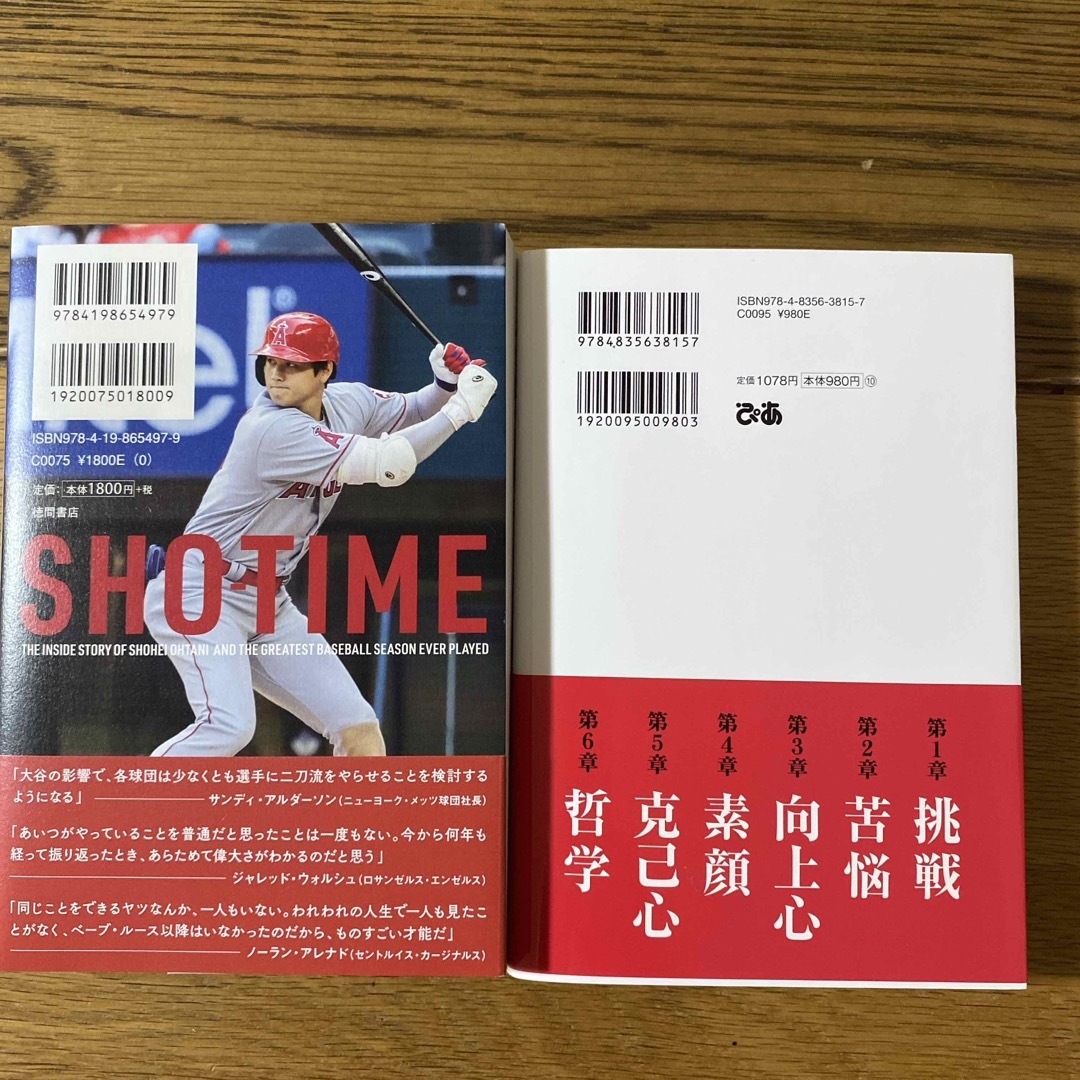 9784198654979
1920075018009
ISBN978-4-19-865497-9
C0075 ¥1800E (0)
定価：本体1800円+税
徳間書店
SHO-TIME
THE INSIDE STORY OF SHOHEI OHTANI AND THE GREATEST BASEBALL SEASON EVER PLAYED
「大谷の影響で、各球団は少なくとも選手に二刀流をやらせることを検討する
ようになる」 ―― サンディ・アルダーソン（ニューヨーク・メッツ球団社長）
「あいつがやっていることを普通だと思ったことは一度もない。今から何年も
経って振り返ったとき、あらためて偉大さがわかるのだと思う」
―― ジャレッド・ウォルシュ（ロサンゼルス・エンゼルス）
「同じことをできるヤツなんか、一人もいない。われわれの人生で一人も見たこ
とがなく、ベーブ・ルース以降はいなかったのだから、ものすごい才能だ」
―― ノーラン・アレナド（セントルイス・カージナルス）
9784835638157
1920095009803
ISBN978-4-8356-3815-7
C0095 ¥980E
定価1078円 本体980円 ⑩
ぴあ
第1章 挑戦
第2章 苦悩
第3章 向上心
第4章 素顔
第5章 克己心
第6章 哲学